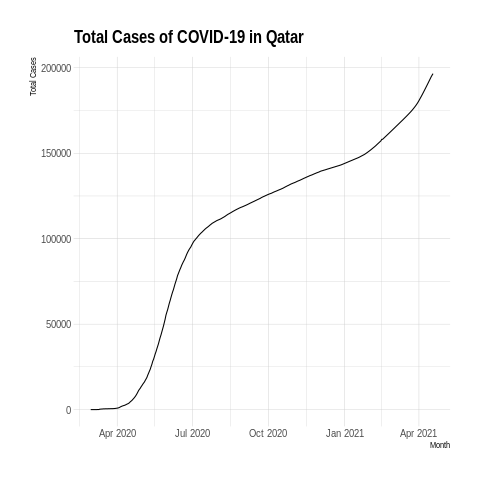 Total Cases of COVID-19 in Qatar
Total Cases
200000
150000
100000
50000
0
Apr 2020 Jul 2020 Oct 2020 Jan 2021 Apr 2021
Month